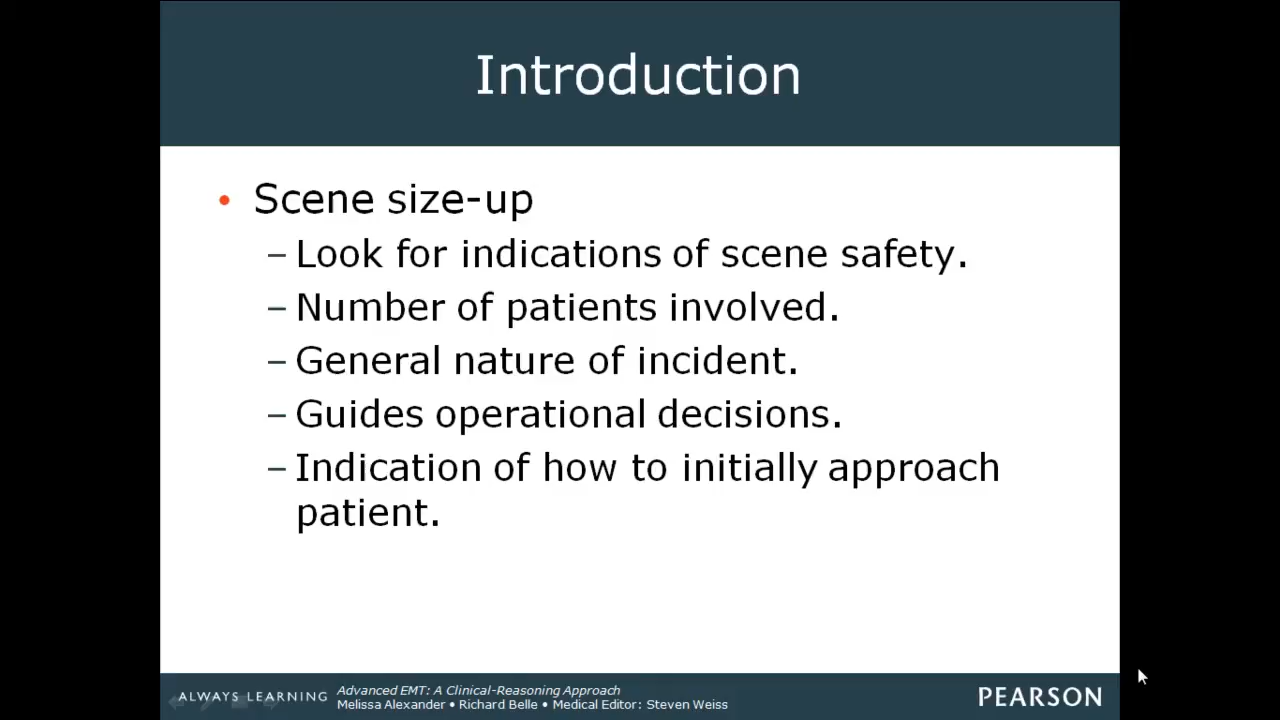 Introduction
• Scene size-up
– Look for indications of scene safety.
– Number of patients involved.
– General nature of incident.
– Guides operational decisions.
– Indication of how to initially approach
patient.
ALWAYS LEARNING
Advanced EMT: A Clinical-Reasoning Approach
Melissa Alexander • Richard Belle • Medical Editor: Steven Weiss
PEARSON